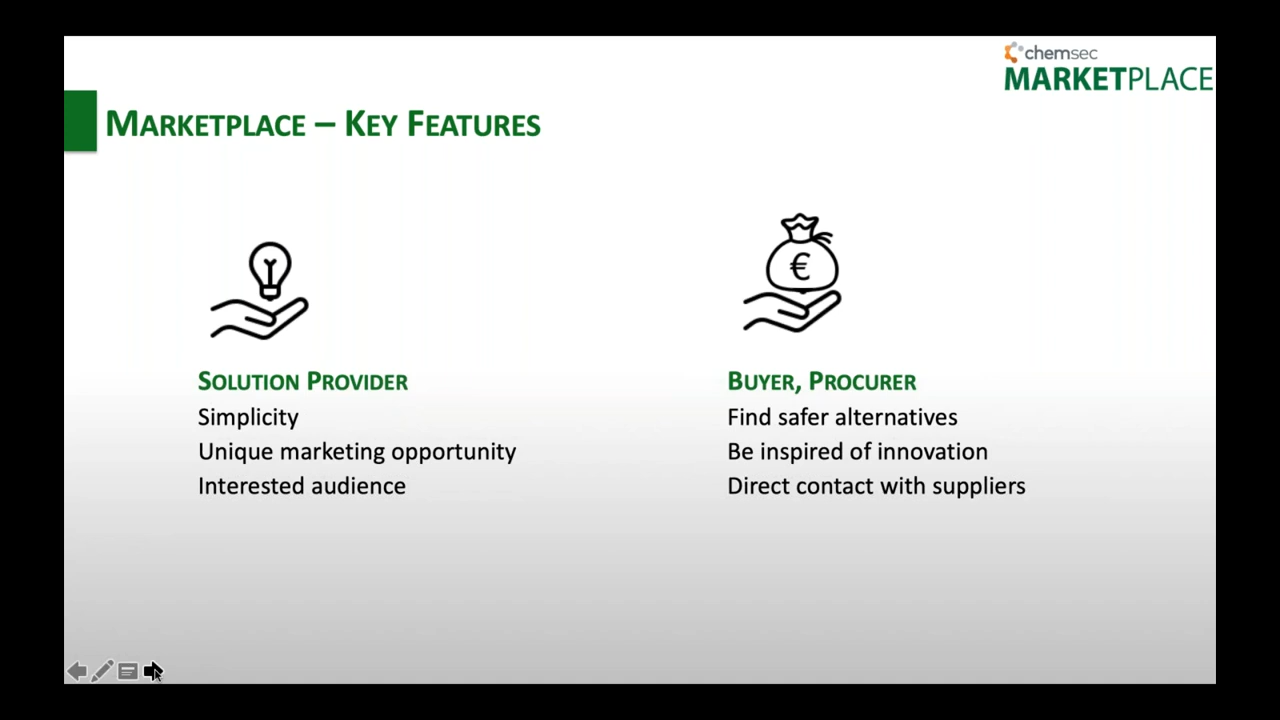 chemsec
MARKETPLACE
MARKETPLACE – KEY FEATURES
€
SOLUTION PROVIDER
Simplicity
Unique marketing opportunity
Interested audience
BUYER, PROCURER
Find safer alternatives
Be inspired of innovation
Direct contact with suppliers